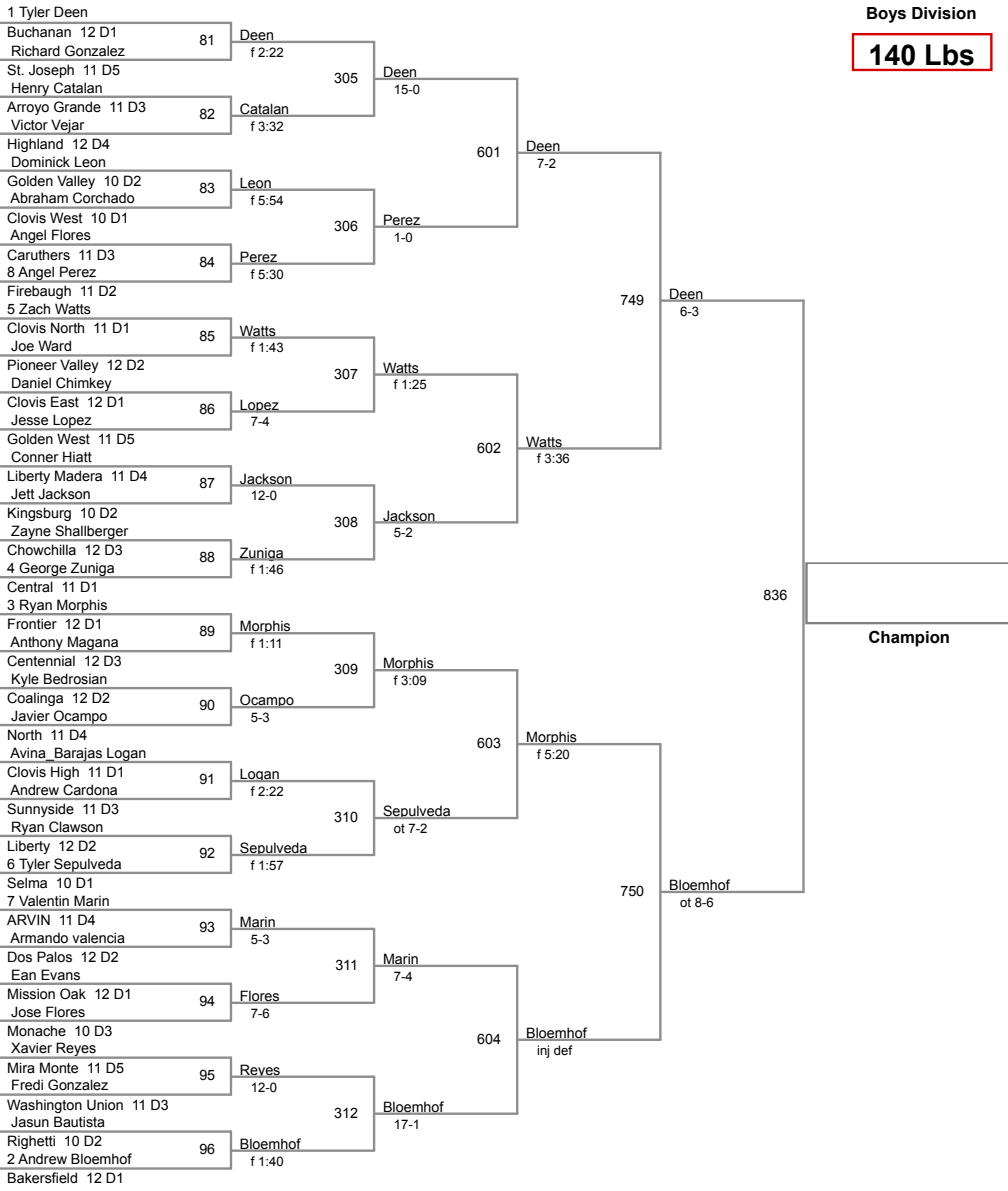 1 Tyler Deen
Buchanan 12 D1
Richard Gonzalez
St. Joseph 11 D5
Henry Catalan
Arroyo Grande 11 D3
Victor Vejar
Highland 12 D4
Dominick Leon
Golden Valley 10 D2
Abraham Corchado
Clovis West 10 D1
Angel Flores
Caruthers 11 D3
8 Angel Perez
Firebaugh 11 D2
5 Zach Watts
Clovis North 11 D1
Joe Ward
Pioneer Valley 12 D2
Daniel Chimkey
Clovis East 12 D1
Jesse Lopez
Golden West 11 D5
Conner Hiatt
Liberty Madera 11 D4
Jett Jackson
Kingsburg 10 D2
Zayne Shallberger
Chowchilla 12 D3
4 George Zuniga
Central 11 D1
3 Ryan Morphis
Frontier 12 D1
Anthony Magana
Centennial 12 D3
Kyle Bedrosian
Coalinga 12 D2
Javier Ocampo
North 11 D4
Avina_Barajas Logan
Clovis High 11 D1
Andrew Cardona
Sunnyside 11 D3
Ryan Clawson
Liberty 12 D2
6 Tyler Sepulveda
Selma 10 D1
7 Valentin Marin
ARVIN 11 D4
Armando valencia
Dos Palos 12 D2
Ean Evans
Mission Oak 12 D1
Jose Flores
Monache 10 D3
Xavier Reyes
Mira Monte 11 D5
Fredi Gonzalez
Washington Union 11 D3
Jasun Bautista
Righetti 10 D2
2 Andrew Bloemhof
Bakersfield 12 D1
81
Deen
f 2:22
82
Catalan
f 3:32
83
Leon
f 5:54
84
Perez
f 5:30
85
Watts
f 1:43
86
Lopez
7-4
87
Jackson
12-0
88
Zuniga
f 1:46
89
Morphis
f 1:11
90
Ocampo
5-3
91
Logan
f 2:22
92
Sepulveda
f 1:57
93
Marin
5-3
94
Flores
7-6
95
Reyes
12-0
96
Bloemhof
f 1:40
305
Deen
15-0
306
Perez
1-0
307
Watts
f 1:25
308
Jackson
5-2
309
Morphis
f 3:09
310
Sepulveda
ot 7-2
311
Marin
7-4
312
Bloemhof
17-1
601
Deen
7-2
602
Watts
f 3:36
603
Morphis
f 5:20
604
Bloemhof
inj def
749
Deen
6-3
750
Bloemhof
ot 8-6
836
Champion
Boys Division
140 Lbs